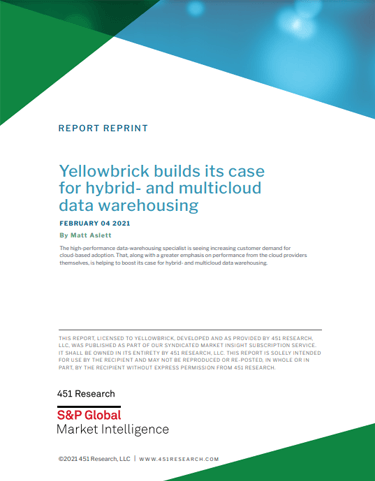 REPORT REPRINT
Yellowbrick builds its case
for hybrid- and multicloud
data warehousing
FEBRUARY 04 2021
By Matt Aslett
The high-performance data-warehousing specialist is seeing increasing customer demand for
cloud-based adoption. That, along with a greater emphasis on performance from the cloud providers
themselves, is helping to boost its case for hybrid- and multicloud data warehousing.
THIS REPORT, LICENSED TO YELLOWBRICK, DEVELOPED AND AS PROVIDED BY 451 RESEARCH,
LLC, WAS PUBLISHED AS PART OF OUR SYNDICATED MARKET INSIGHT SUBSCRIPTION SERVICE.
IT SHALL BE OWNED IN ITS ENTIRETY BY 451 RESEARCH, LLC. THIS REPORT IS SOLELY INTENDED
FOR USE BY THE RECIPIENT AND MAY NOT BE REPRODUCED OR RE-POSTED, IN WHOLE OR IN
PART, BY THE RECIPIENT WITHOUT EXPRESS PERMISSION FROM 451 RESEARCH.
451 Research
S&P Global
Market Intelligence
©2021 451 Research, LLC | WWW.451RESEARCH.COM